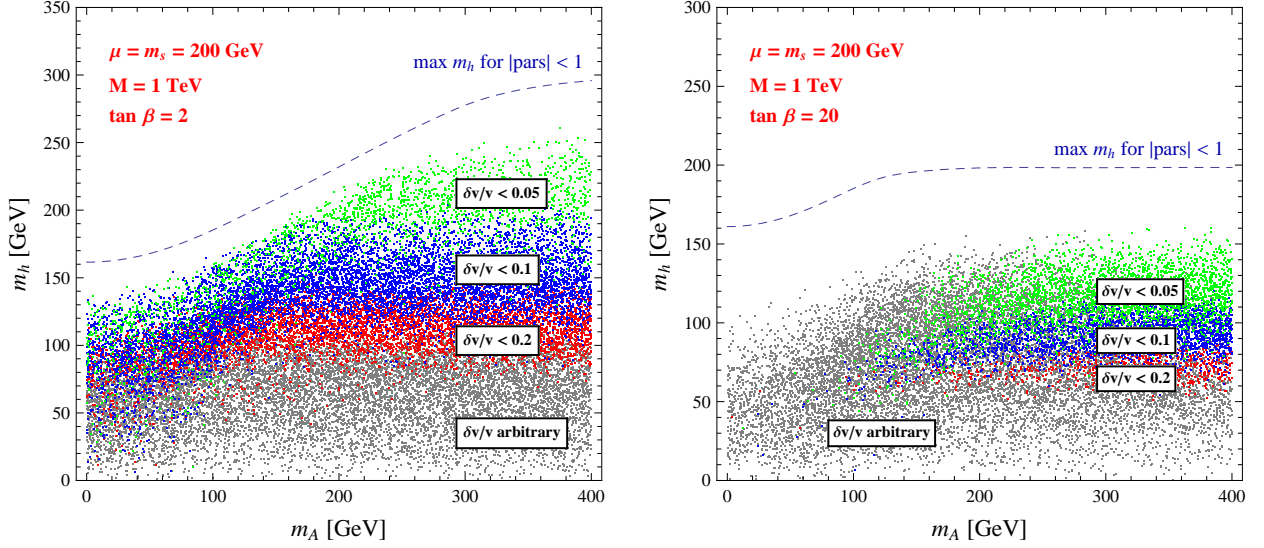 350
300
250
200
150
100
50
0
m_h [GeV]
μ = m_s = 200 GeV
M = 1 TeV
tan β = 2
max m_h for |pars| < 1
δv/v < 0.05
δv/v < 0.1
δv/v < 0.2
δv/v arbitrary
0 100 200 300 400
m_A [GeV]
300
250
200
150
100
50
0
m_h [GeV]
μ = m_s = 200 GeV
M = 1 TeV
tan β = 20
max m_h for |pars| < 1
δv/v < 0.05
δv/v < 0.1
δv/v < 0.2
δv/v arbitrary
0 100 200 300 400
m_A [GeV]